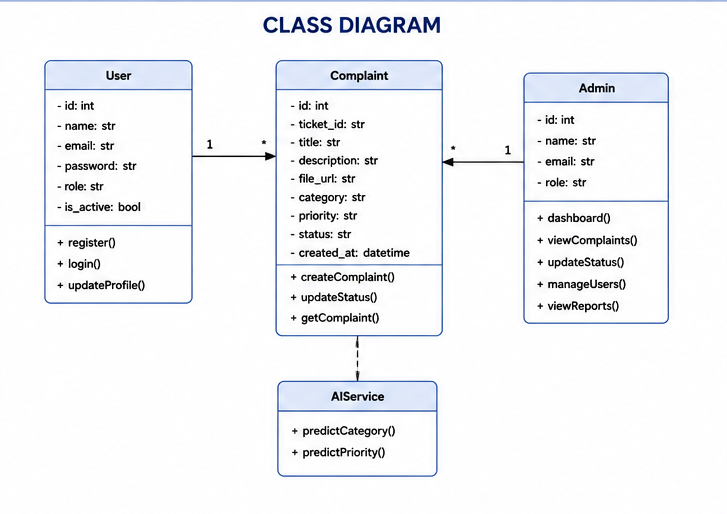 CLASS DIAGRAM
User
- id: int
- name: str
- email: str
- password: str
- role: str
- is_active: bool
+ register()
+ login()
+ updateProfile()
1
*
Complaint
- id: int
- ticket_id: str
- title: str
- description: str
- file_url: str
- category: str
- priority: str
- status: str
- created_at: datetime
+ createComplaint()
+ updateStatus()
+ getComplaint()
*
1
Admin
- id: int
- name: str
- email: str
- role: str
+ dashboard()
+ viewComplaints()
+ updateStatus()
+ manageUsers()
+ viewReports()
AIService
+ predictCategory()
+ predictPriority()